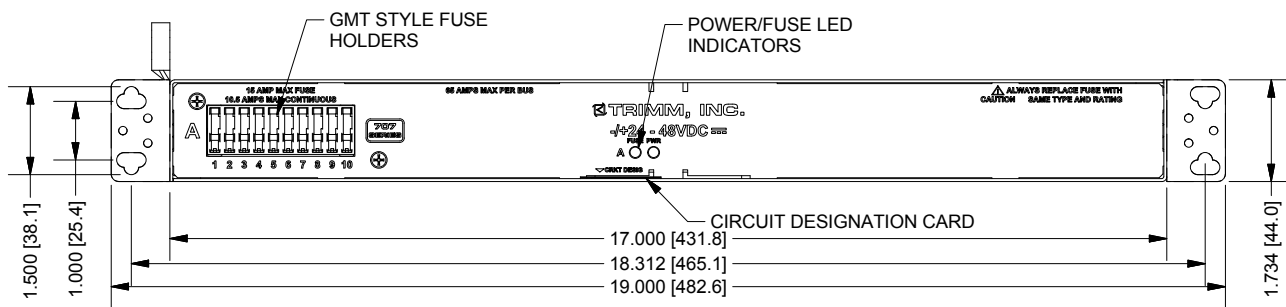 GMT STYLE FUSE
HOLDERS
POWER/FUSE LED
INDICATORS
15 AMP MAX FUSE
10.5 AMPS MAX CONTINUOUS
65 AMPS MAX PER BUS
CAUTION
ALWAYS REPLACE FUSE WITH
SAME TYPE AND RATING
A
707
SERIES
1 2 3 4 5 6 7 8 9 10
TRIMM, INC.
-/+24 - 48VDC
FUSE PWR
A
CRKT DESIG
CIRCUIT DESIGNATION CARD
17.000 [431.8]
18.312 [465.1]
19.000 [482.6]
1.500 [38.1]
1.000 [25.4]
1.734 [44.0]